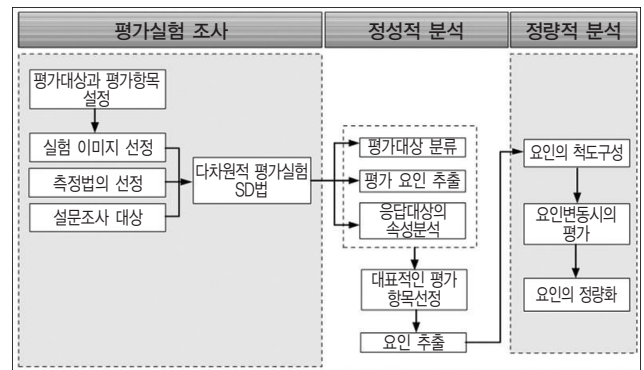 평가실험 조사
정성적 분석
정량적 분석
평가대상과 평가항목
설정
실험 이미지 선정
측정법의 선정
설문조사 대상
다차원적 평가실험
SD법
평가대상 분류
평가 요인 추출
응답대상의
속성분석
대표적인 평가
항목선정
요인 추출
요인의 척도구성
요인변동시의
평가
요인의 정량화